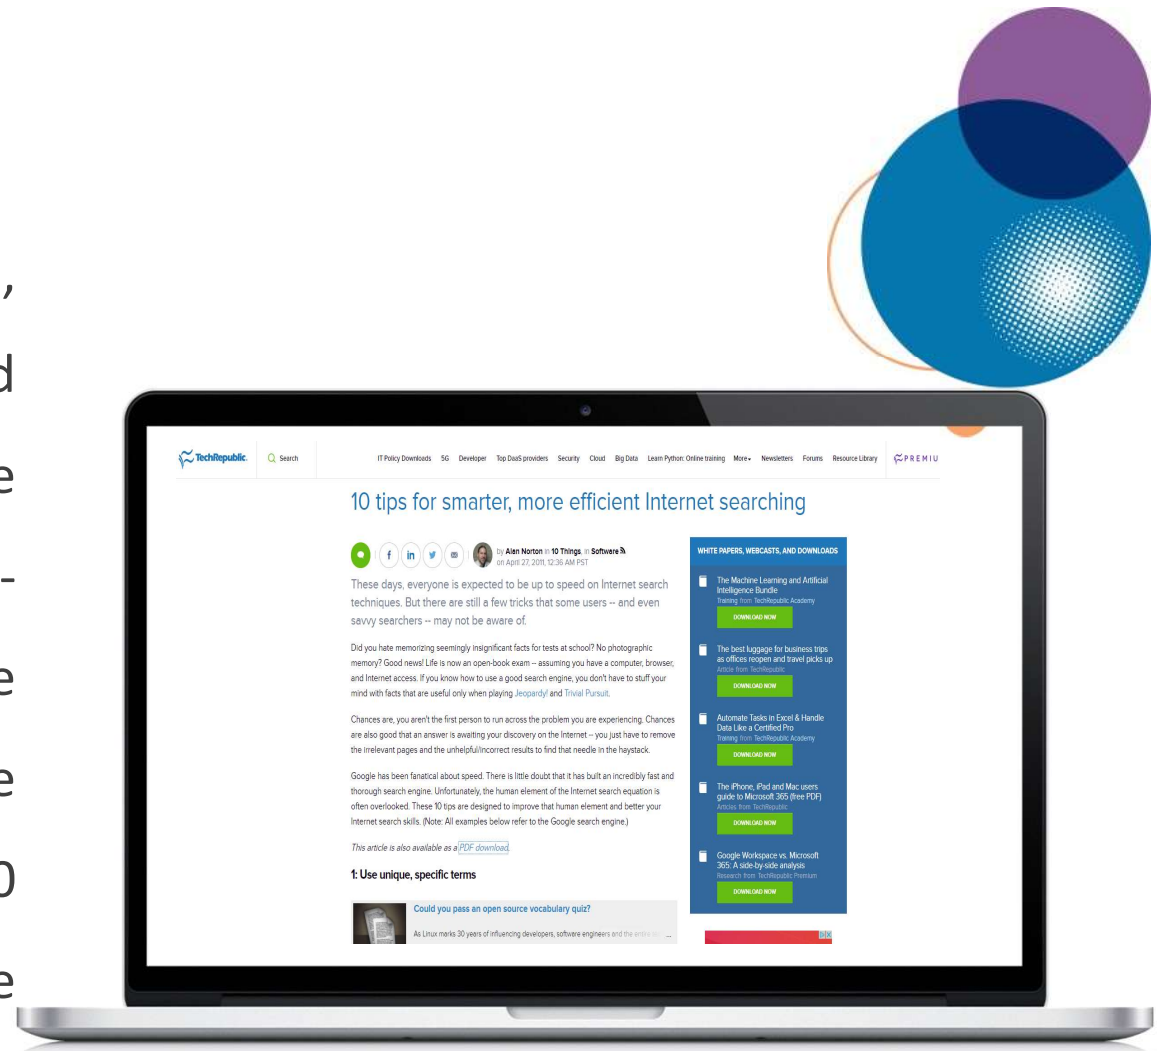 ,
d
e
-
e
e
0
e
TechRepublic. Search IT Policy Downloads 5G Developer Top DaaS providers Security Cloud Big Data Learn Python: Online training More Newsletters Forums Resource Library PREMIU
10 tips for smarter, more efficient Internet searching
f in by Alan Norton in 10 Things, in Software
on April 27, 2011, 12:36 AM PST
These days, everyone is expected to be up to speed on Internet search
techniques. But there are still a few tricks that some users -- and even
savvy searchers -- may not be aware of.
Did you hate memorizing seemingly insignificant facts for tests at school? No photographic
memory? Good news! Life is now an open-book exam -- assuming you have a computer, browser,
and Internet access. If you know how to use a good search engine, you don't have to stuff your
mind with facts that are useful only when playing Jeopardy! and Trivial Pursuit.
Chances are, you aren't the first person to run across the problem you are experiencing. Chances
are also good that an answer is awaiting your discovery on the Internet -- you just have to remove
the irrelevant pages and the unhelpful/incorrect results to find that needle in the haystack.
Google has been fanatical about speed. There is little doubt that it has built an incredibly fast and
thorough search engine. Unfortunately, the human element of the Internet search equation is
often overlooked. These 10 tips are designed to improve that human element and better your
Internet search skills. (Note: All examples below refer to the Google search engine.)
This article is also available as a PDF download.
1: Use unique, specific terms
Could you pass an open source vocabulary quiz?
As Linux marks 30 years of influencing developers, software engineers and the entire ...
WHITE PAPERS, WEBCASTS, AND DOWNLOADS
The Machine Learning and Artificial
Intelligence Bundle
Training from TechRepublic Academy
DOWNLOAD NOW
The best luggage for business trips
as offices reopen and travel picks up
Article from TechRepublic
DOWNLOAD NOW
Automate Tasks in Excel & Handle
Data Like a Certified Pro
Training from TechRepublic Academy
DOWNLOAD NOW
The iPhone, iPad and Mac users
guide to Microsoft 365 (free PDF)
Articles from TechRepublic
DOWNLOAD NOW
Google Workspace vs. Microsoft
365: A side-by-side analysis
Research from TechRepublic Premium
DOWNLOAD NOW